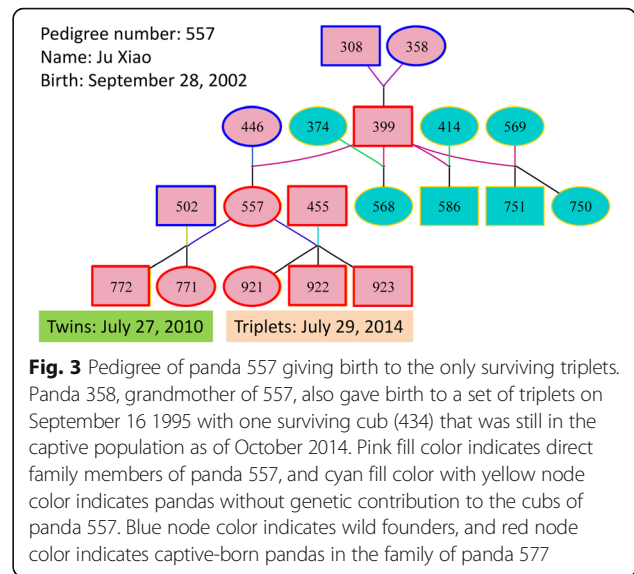 Pedigree number: 557
Name: Ju Xiao
Birth: September 28, 2002
308 358
446 374 399 414 569
502 557 455 568 586 751 750
772 771 921 922 923
Twins: July 27, 2010 Triplets: July 29, 2014
Fig. 3 Pedigree of panda 557 giving birth to the only surviving triplets.
Panda 358, grandmother of 557, also gave birth to a set of triplets on
September 16 1995 with one surviving cub (434) that was still in the
captive population as of October 2014. Pink fill color indicates direct
family members of panda 557, and cyan fill color with yellow node
color indicates pandas without genetic contribution to the cubs of
panda 557. Blue node color indicates wild founders, and red node
color indicates captive-born pandas in the family of panda 577